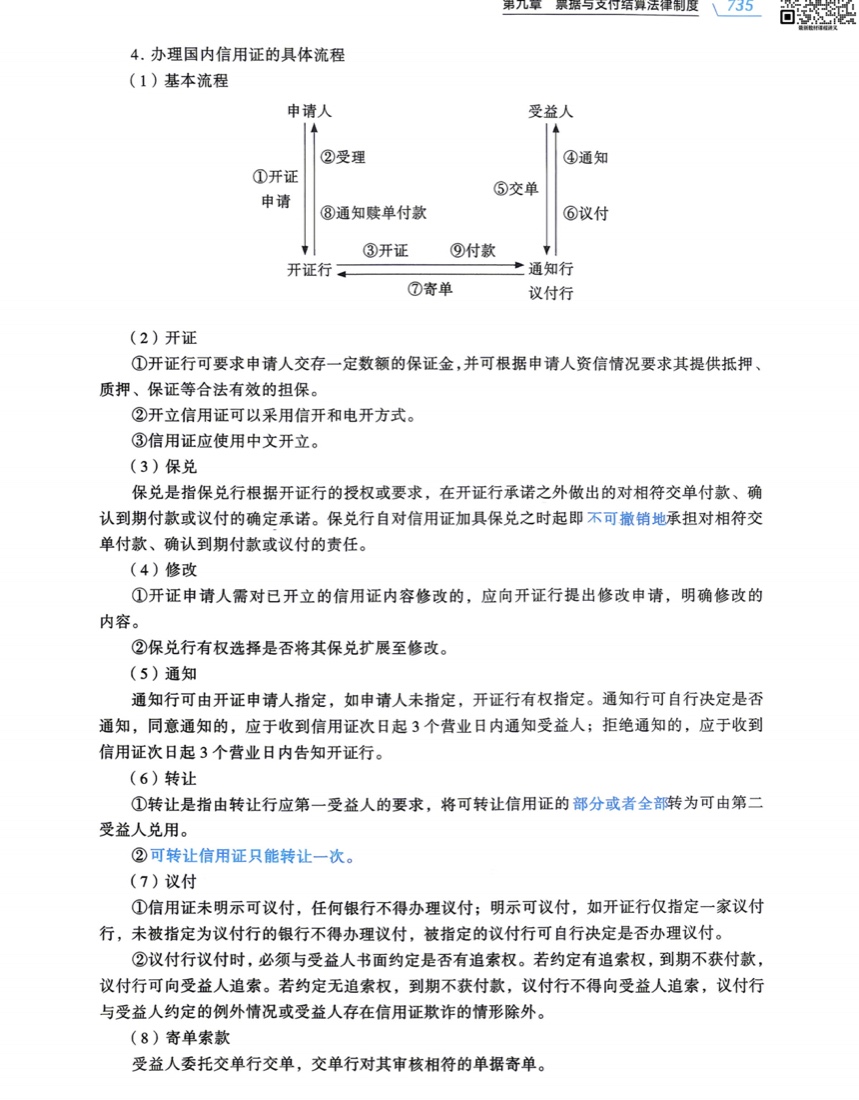 第九章 票据与支付结算法律制度 735
4. 办理国内信用证的具体流程
（1）基本流程
申请人 受益人
②受理 ④通知
①开证
申请
⑤交单
⑧通知赎单付款 ⑥议付
③开证 ⑨付款
开证行 通知行
⑦寄单 议付行
（2）开证
①开证行可要求申请人交存一定数额的保证金，并可根据申请人资信情况要求其提供抵押、
质押、保证等合法有效的担保。
②开立信用证可以采用信开和电开方式。
③信用证应使用中文开立。
（3）保兑
保兑是指保兑行根据开证行的授权或要求，在开证行承诺之外做出的对相符交单付款、确
认到期付款或议付的确定承诺。保兑行自对信用证加具保兑之时起即不可撤销地承担对相符交
单付款、确认到期付款或议付的责任。
（4）修改
①开证申请人需对已开立的信用证内容修改的，应向开证行提出修改申请，明确修改的
内容。
②保兑行有权选择是否将其保兑扩展至修改。
（5）通知
通知行可由开证申请人指定，如申请人未指定，开证行有权指定。通知行可自行决定是否
通知，同意通知的，应于收到信用证次日起 3 个营业日内通知受益人；拒绝通知的，应于收到
信用证次日起 3 个营业日内告知开证行。
（6）转让
①转让是指由转让行应第一受益人的要求，将可转让信用证的部分或者全部转为可由第二
受益人兑用。
②可转让信用证只能转让一次。
（7）议付
①信用证未明示可议付，任何银行不得办理议付；明示可议付，如开证行仅指定一家议付
行，未被指定为议付行的银行不得办理议付，被指定的议付行可自行决定是否办理议付。
②议付行议付时，必须与受益人书面约定是否有追索权。若约定有追索权，到期不获付款，
议付行可向受益人追索。若约定无追索权，到期不获付款，议付行不得向受益人追索，议付行
与受益人约定的例外情况或受益人存在信用证欺诈的情形除外。
（8）寄单索款
受益人委托交单行交单，交单行对其审核相符的单据寄单。